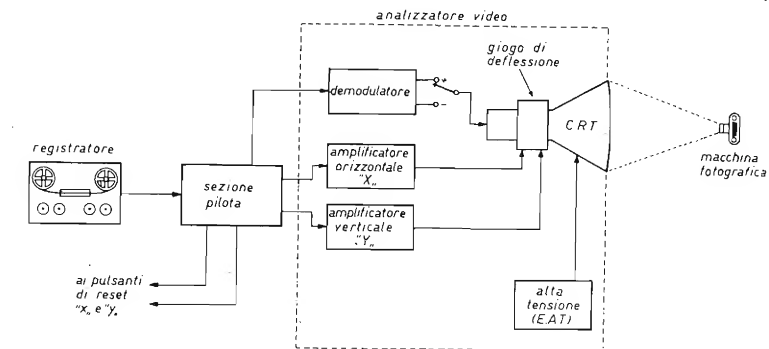 analizzatore video
giogo di
deflessione
demodulatore
+
-
CRT
registratore
amplificatore
orizzontale
"X„
macchina
fotografica
sezione
pilota
amplificatore
verticale
"Y„
ai pulsanti
di reset
"x„ e "y„
alta
tensione
(E.A.T)